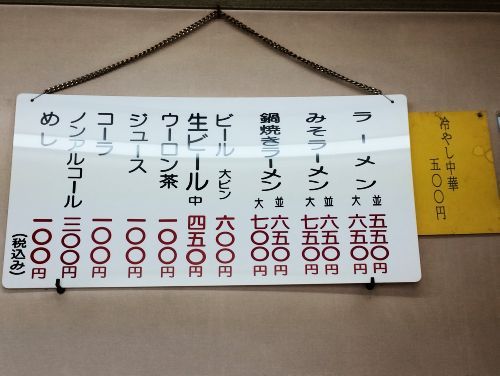 冷やし中華
五〇〇円
ラーメン 並 五五〇円
大 六五〇円
みそラーメン 並 六五〇円
大 七五〇円
鍋焼きラーメン 並 六五〇円
大 七〇〇円
ビール 大ビン 六〇〇円
生ビール 中 四五〇円
ウーロン茶 一〇〇円
ジュース 一〇〇円
コーラ 一〇〇円
ノンアルコール 三〇〇円
めし 一〇〇円
(税込み)